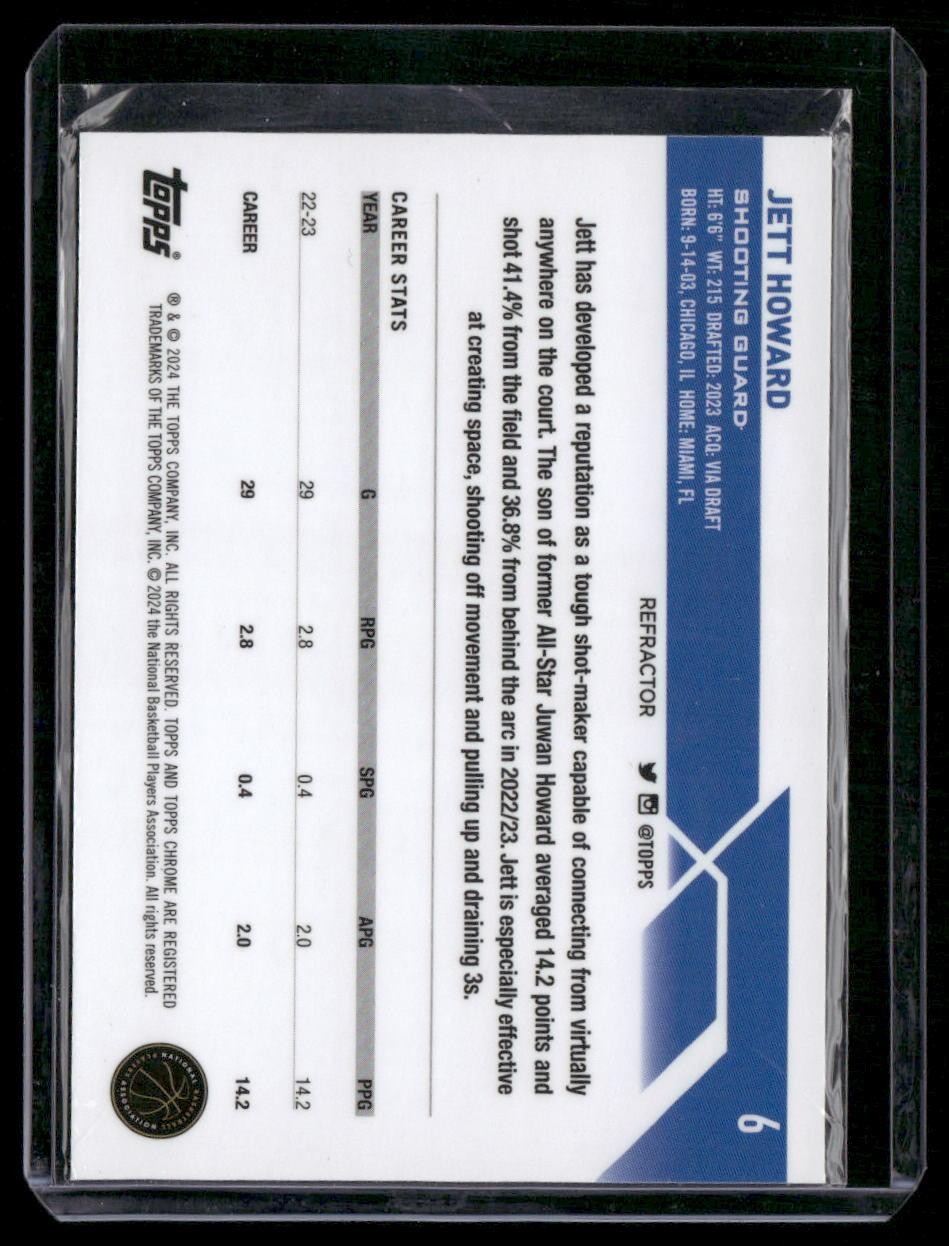 JETT HOWARD
SHOOTING GUARD
HT: 6'6" WT: 215 DRAFTED: 2023 ACQ: VIA DRAFT
BORN: 9-14-03, CHICAGO, IL HOME: MIAMI, FL
6
REFRACTOR @TOPPS
Jett has developed a reputation as a tough shot-maker capable of connecting from virtually
anywhere on the court. The son of former All-Star Juwan Howard averaged 14.2 points and
shot 41.4% from the field and 36.8% from behind the arc in 2022/23. Jett is especially effective
at creating space, shooting off movement and pulling up and draining 3s.
CAREER STATS
YEAR G RPG SPG APG PPG
22-23 29 2.8 0.4 2.0 14.2
CAREER 29 2.8 0.4 2.0 14.2
topps®
® & © 2024 THE TOPPS COMPANY, INC. ALL RIGHTS RESERVED. TOPPS AND TOPPS CHROME ARE REGISTERED
TRADEMARKS OF THE TOPPS COMPANY, INC. © 2024 the National Basketball Players Association. All rights reserved.
NATIONAL BASKETBALL PLAYERS ASSOCIATION